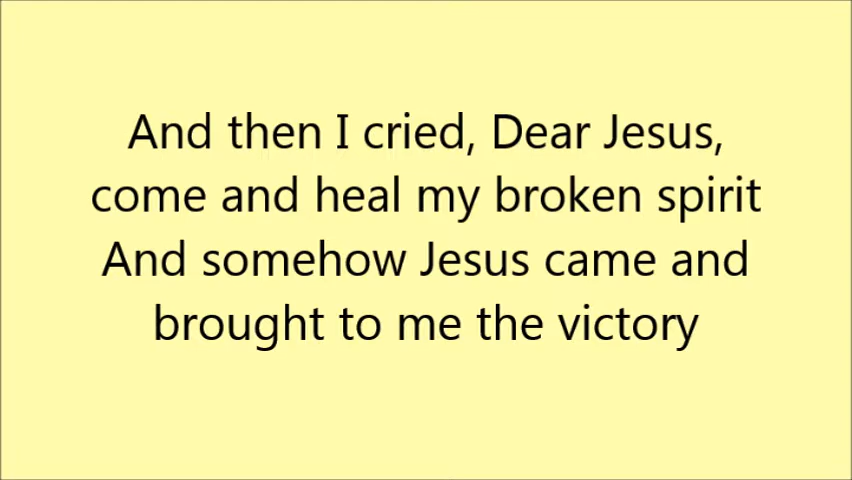 And then I cried, Dear Jesus,
come and heal my broken spirit
And somehow Jesus came and
brought to me the victory